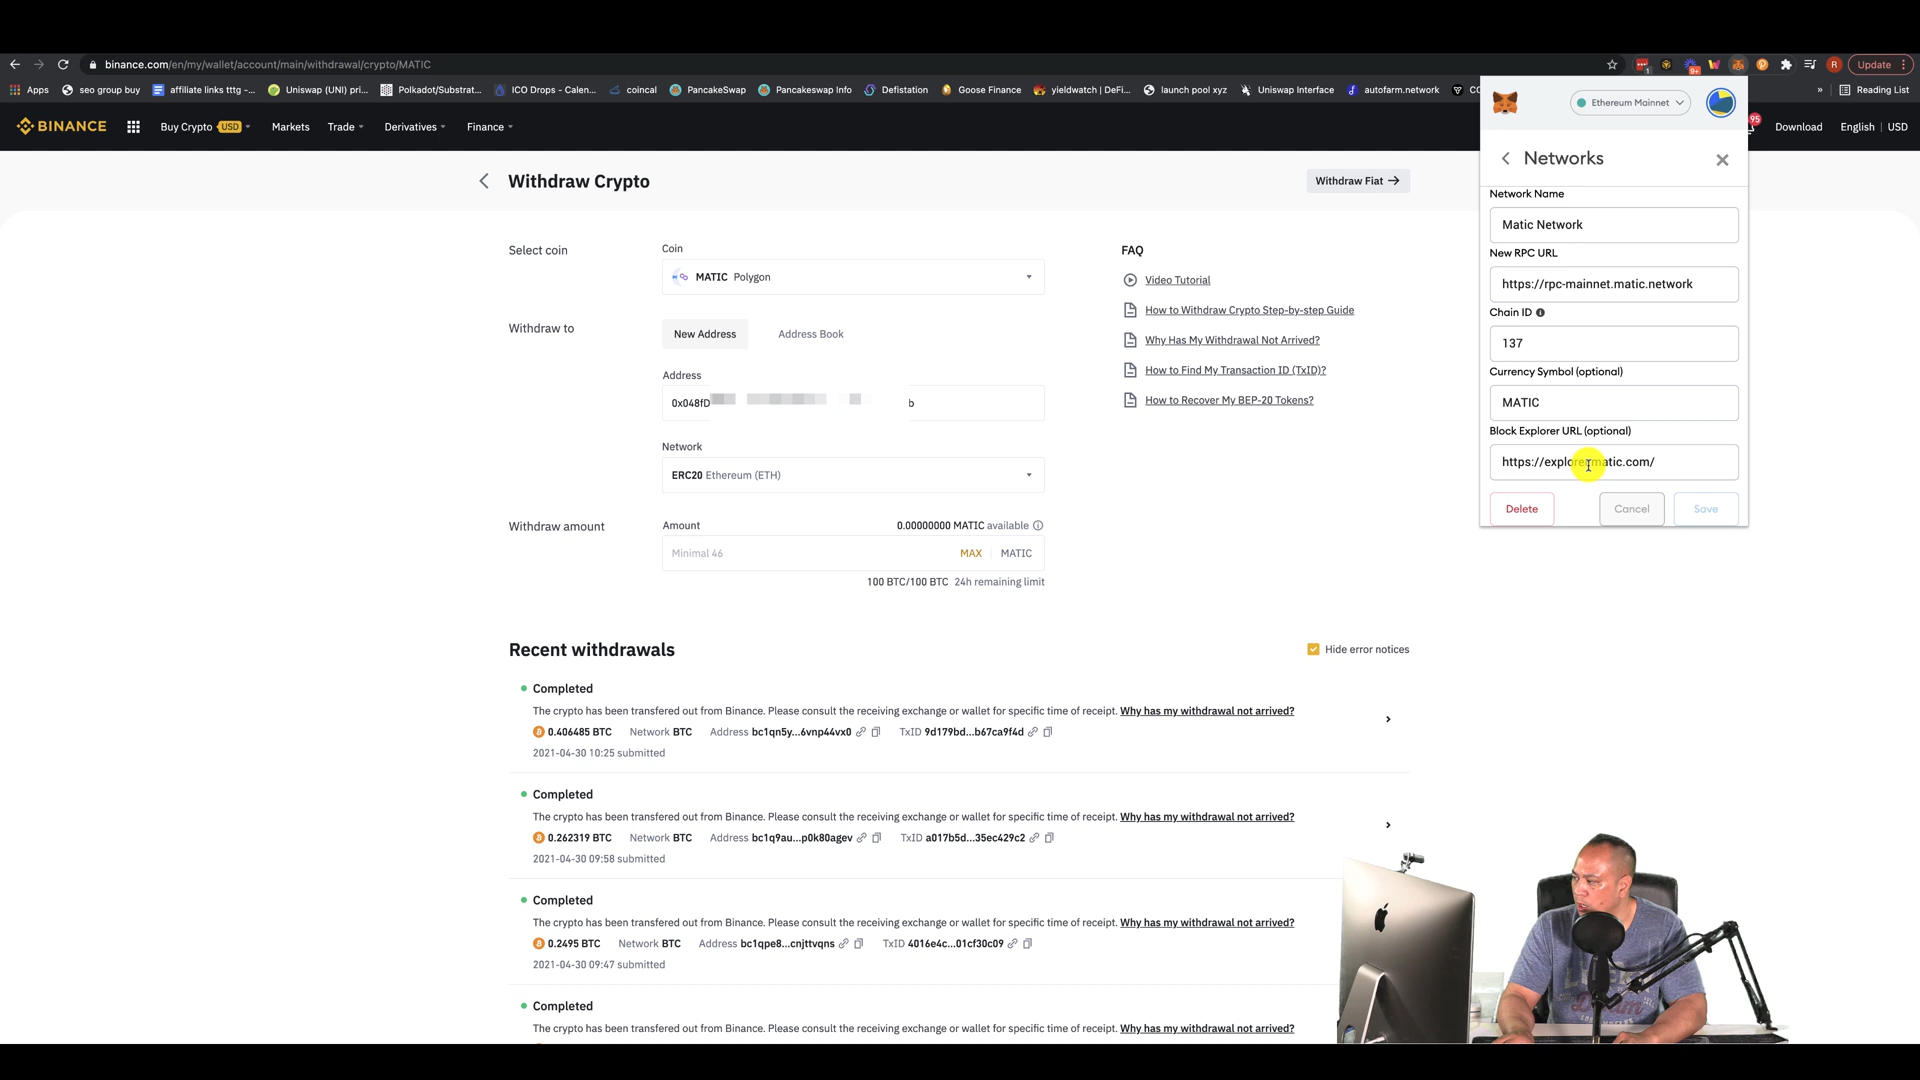 binance.com/en/my/wallet/account/main/withdrawal/crypto/MATIC
1
9+
R
Update
Apps
seo group buy
affiliate links tttg -...
Uniswap (UNI) pri...
Polkadot/Substrat...
ICO Drops - Calen...
coincal
PancakeSwap
Pancakeswap Info
Defistation
Goose Finance
yieldwatch | DeFi...
launch pool xyz
Uniswap Interface
autofarm.network
»
Reading List
BINANCE
Buy Crypto USD
Markets
Trade
Derivatives
Finance
95
Download
English | USD
Withdraw Crypto
Withdraw Fiat →
Select coin
Coin
MATIC Polygon
Withdraw to
New Address
Address Book
Address
0x048fD
b
Network
ERC20 Ethereum (ETH)
Withdraw amount
Amount
0.00000000 MATIC available
Minimal 46
MAX
MATIC
100 BTC/100 BTC 24h remaining limit
FAQ
Video Tutorial
How to Withdraw Crypto Step-by-step Guide
Why Has My Withdrawal Not Arrived?
How to Find My Transaction ID (TxID)?
How to Recover My BEP-20 Tokens?
Ethereum Mainnet
Networks
Network Name
Matic Network
New RPC URL
https://rpc-mainnet.matic.network
Chain ID
137
Currency Symbol (optional)
MATIC
Block Explorer URL (optional)
Delete
Cancel
Save
Recent withdrawals
Hide error notices
Completed
The crypto has been transfered out from Binance. Please consult the receiving exchange or wallet for specific time of receipt. Why has my withdrawal not arrived?
0.406485 BTC Network BTC Address bc1qn5y...6vnp44vx0 TxID 9d179bd...b67ca9f4d
2021-04-30 10:25 submitted
Completed
The crypto has been transfered out from Binance. Please consult the receiving exchange or wallet for specific time of receipt. Why has my withdrawal not arrived?
0.262319 BTC Network BTC Address bc1q9au...p0k80agev TxID a017b5d...35ec429c2
2021-04-30 09:58 submitted
Completed
The crypto has been transfered out from Binance. Please consult the receiving exchange or wallet for specific time of receipt. Why has my withdrawal not arrived?
0.2495 BTC Network BTC Address bc1qpe8...cnjttvqns TxID 4016e4c...01cf30c09
2021-04-30 09:47 submitted
Completed
The crypto has been transfered out from Binance. Please consult the receiving exchange or wallet for specific time of receipt. Why has my withdrawal not arrived?